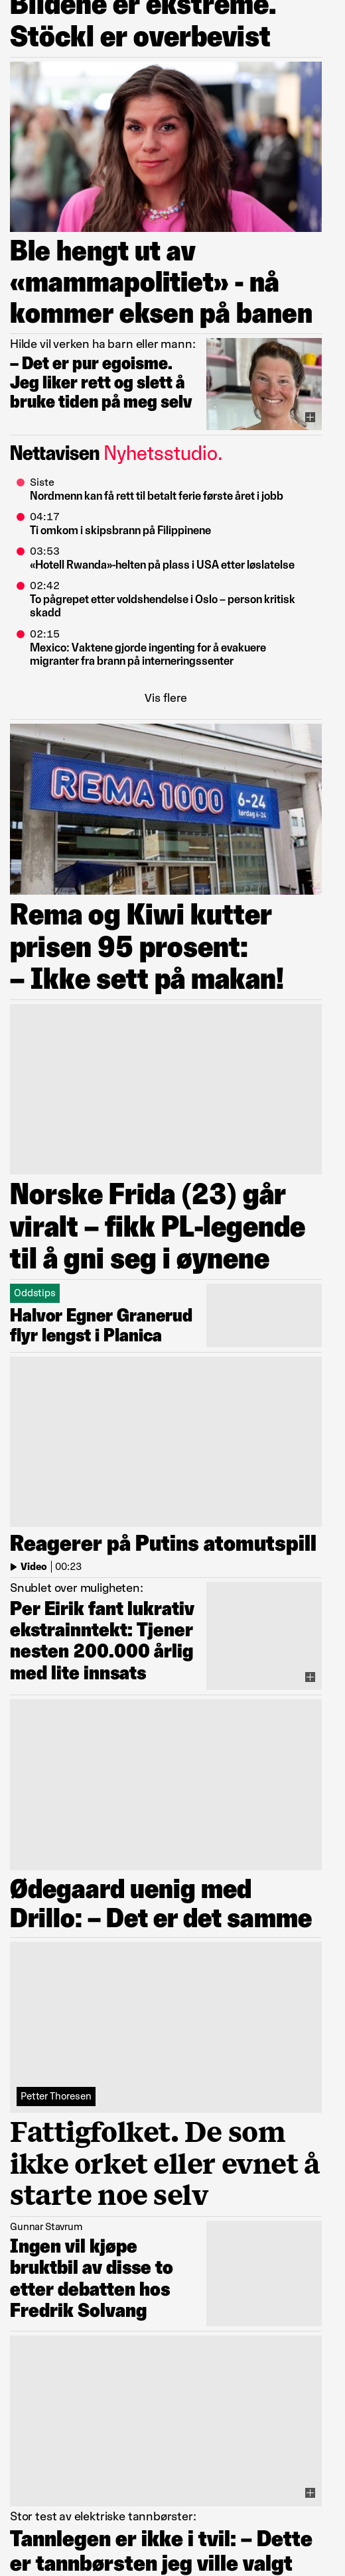 Bildene er ekstreme.
Stöckl er overbevist
Ble hengt ut av
«mammapolitiet» - nå
kommer eksen på banen
Hilde vil verken ha barn eller mann:
– Det er pur egoisme.
Jeg liker rett og slett å
bruke tiden på meg selv
Nettavisen Nyhetsstudio.
Siste
Nordmenn kan få rett til betalt ferie første året i jobb
04:17
Ti omkom i skipsbrann på Filippinene
03:53
«Hotell Rwanda»-helten på plass i USA etter løslatelse
02:42
To pågrepet etter voldshendelse i Oslo – person kritisk
skadd
02:15
Mexico: Vaktene gjorde ingenting for å evakuere
migranter fra brann på interneringssenter
Vis flere
REMA 1000
6-24
lørdag 6-24
Rema og Kiwi kutter
prisen 95 prosent:
– Ikke sett på makan!
Norske Frida (23) går
viralt – fikk PL-legende
til å gni seg i øynene
Oddstips
Halvor Egner Granerud
flyr lengst i Planica
Reagerer på Putins atomutspill
Video | 00:23
Snublet over muligheten:
Per Eirik fant lukrativ
ekstrainntekt: Tjener
nesten 200.000 årlig
med lite innsats
Ødegaard uenig med
Drillo: – Det er det samme
Petter Thoresen
Fattigfolket. De som
ikke orket eller evnet å
starte noe selv
Gunnar Stavrum
Ingen vil kjøpe
bruktbil av disse to
etter debatten hos
Fredrik Solvang
Stor test av elektriske tannbørster:
Tannlegen er ikke i tvil: – Dette
er tannbørsten jeg ville valgt